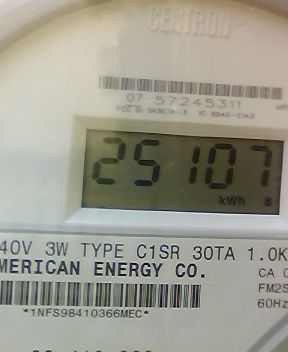 CENTRON®
07 57245311
25107
kWh
40V 3W TYPE C1SR 30TA 1.0K
MERICAN ENERGY CO.
CA 0
FM2S
60Hz
*1NFS98410366MEC*